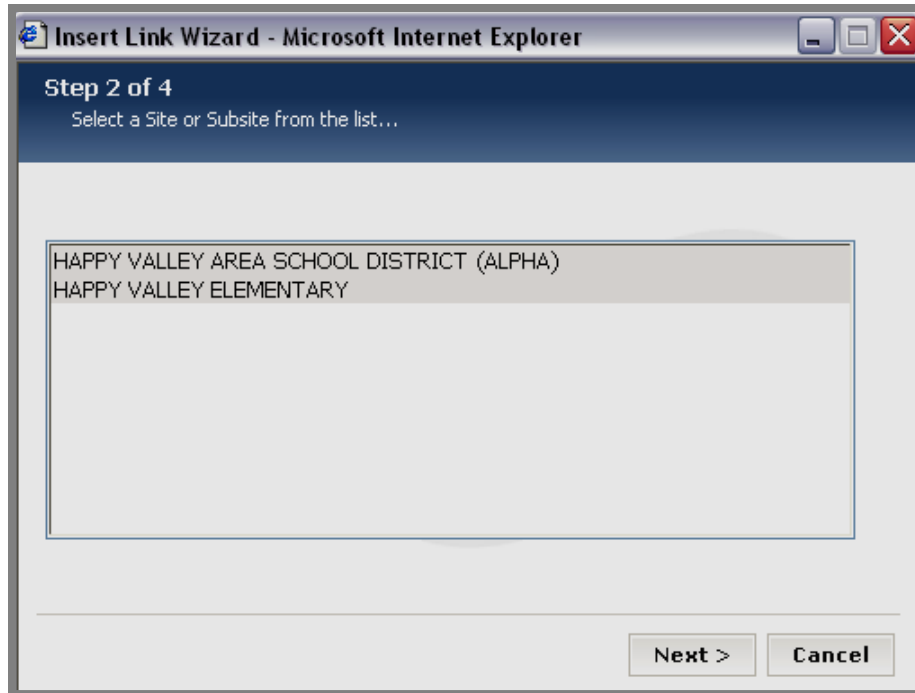 Insert Link Wizard - Microsoft Internet Explorer
Step 2 of 4
Select a Site or Subsite from the list...
HAPPY VALLEY AREA SCHOOL DISTRICT (ALPHA)
HAPPY VALLEY ELEMENTARY
Next > Cancel